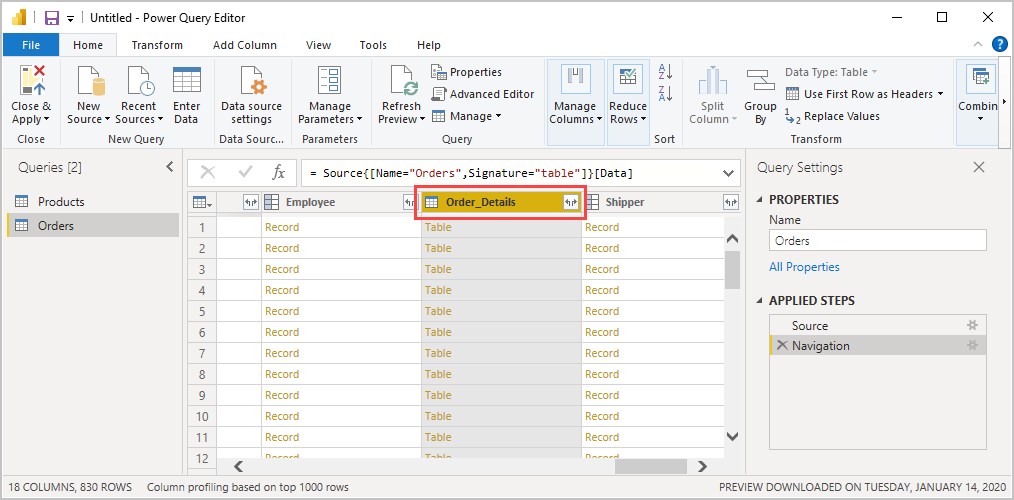 Untitled - Power Query Editor
File Home Transform Add Column View Tools Help
Close & Apply
New Source
Recent Sources
Enter Data
Data source settings
Manage Parameters
Refresh Preview
Properties
Advanced Editor
Manage
Manage Columns
Reduce Rows
Split Column
Group By
Data Type: Table
Use First Row as Headers
Replace Values
Combin
Close New Query Data Sourc... Parameters Query Sort Transform
Queries [2]
Products
Orders
= Source{[Name="Orders",Signature="table"]}[Data]
Employee Order_Details Shipper
1 Record Table Record
2 Record Table Record
3 Record Table Record
4 Record Table Record
5 Record Table Record
6 Record Table Record
7 Record Table Record
8 Record Table Record
9 Record Table Record
10 Record Table Record
11 Record Table Record
12 Record Table Record
Query Settings
PROPERTIES
Name
Orders
All Properties
APPLIED STEPS
Source
Navigation
18 COLUMNS, 830 ROWS Column profiling based on top 1000 rows PREVIEW DOWNLOADED ON TUESDAY, JANUARY 14, 2020